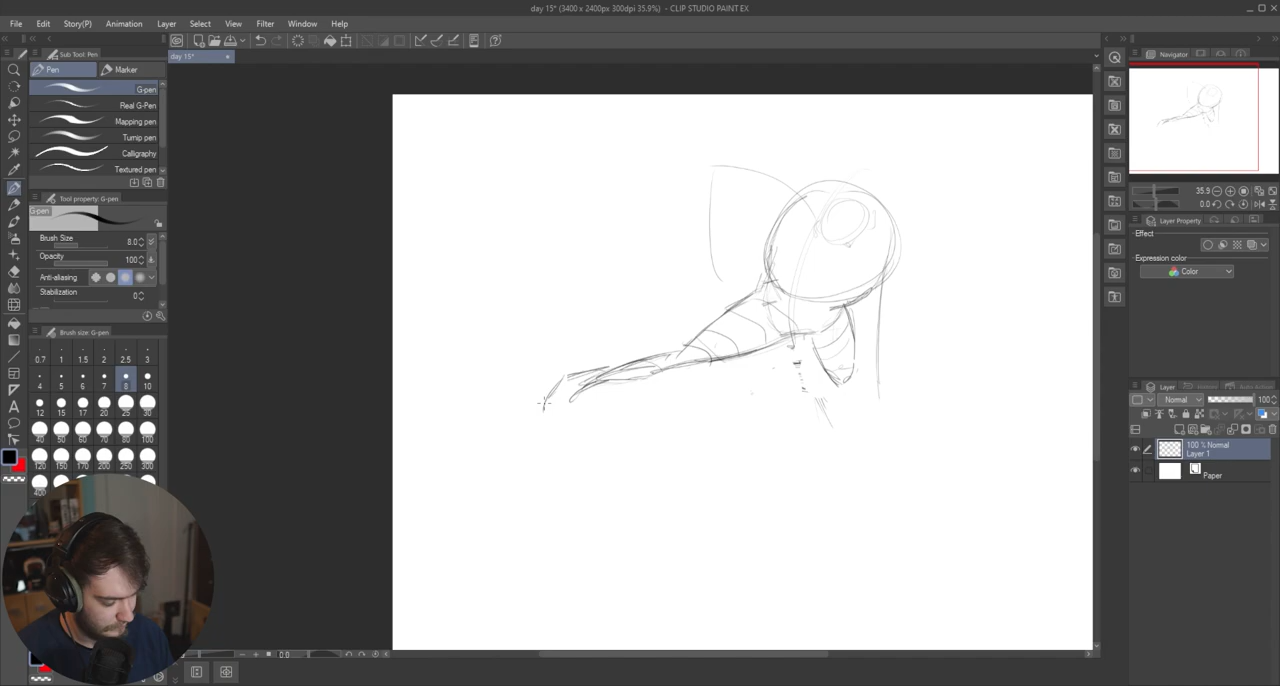 day 15* (3400 x 2400px 300dpi 35.9%) - CLIP STUDIO PAINT EX
File Edit Story(P) Animation Layer Select View Filter Window Help
Sub Tool: Pen
day 15*
Navigator
Pen Marker
G-pen
Real G-Pen
Mapping pen
Turnip pen
Calligraphy
Textured pen
Tool property: G-pen
G-pen
Brush Size 8.0
Opacity 100
Anti-aliasing
Stabilization 0
Brush size: G-pen
0.7 1 1.5 2 2.5 3
4 5 6 7 8 10
12 15 17 20 25 30
40 50 60 70 80 100
120 150 170 200 250 300
400
35.9
0.0
Layer Property
Effect
Expression color
Color
Layer
Normal 100
100 % Normal
Layer 1
Paper
0.0